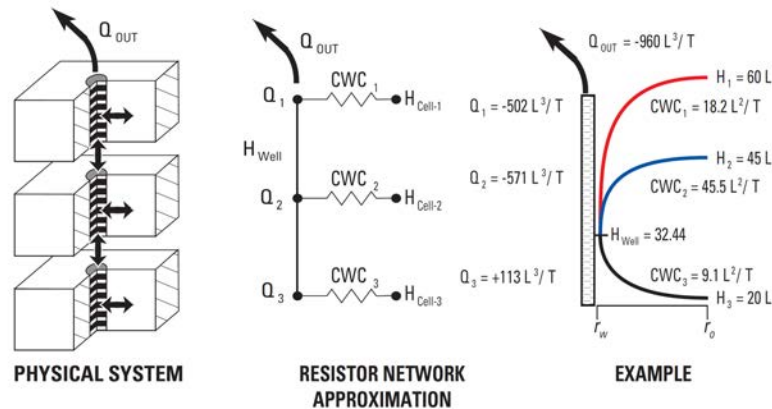 Q OUT
PHYSICAL SYSTEM
Q OUT
Q 1
CWC 1
H Cell-1
H Well
Q 2
CWC 2
H Cell-2
Q 3
CWC 3
H Cell-3
RESISTOR NETWORK
APPROXIMATION
Q OUT = -960 L³/ T
H 1 = 60 L
Q 1 = -502 L³/T
CWC 1
= 18.2 L²/T
Q 2 = -571 L³/T
H 2 = 45 L
CWC 2
= 45.5 L²/T
H Well = 32.44
Q 3 = +113 L³/T
CWC 3
= 9.1 L²/T
H 3 = 20 L
r w
r o
EXAMPLE